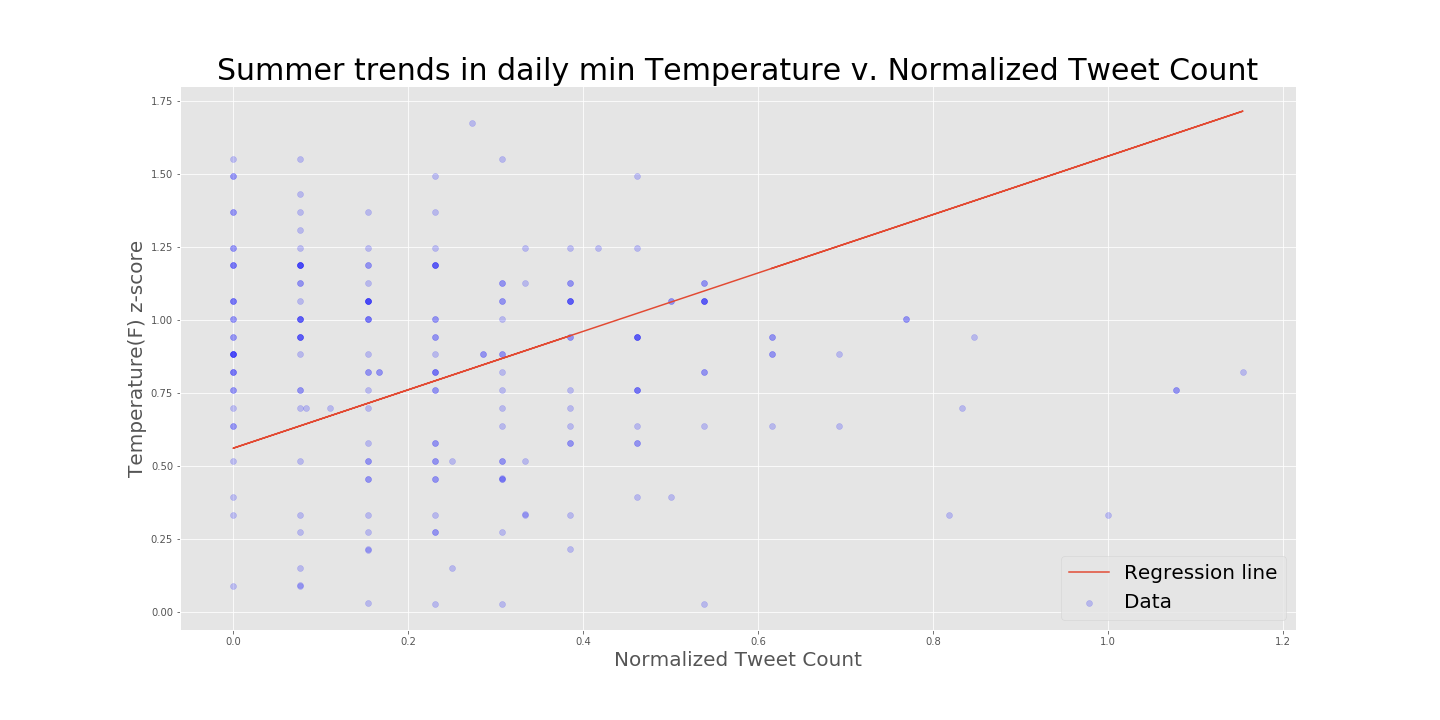 Summer trends in daily min Temperature v. Normalized Tweet Count
1.75
1.50
1.25
1.00
0.75
0.50
0.25
0.00
Temperature(F) z-score
Regression line
Data
0.0 0.2 0.4 0.6 0.8 1.0 1.2
Normalized Tweet Count